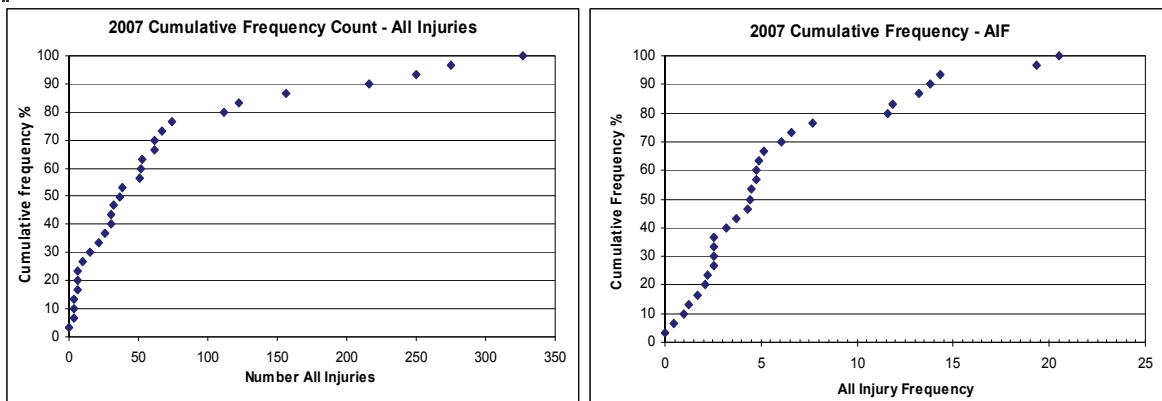 2007 Cumulative Frequency Count - All Injuries
Cumulative frequency %
100
90
80
70
60
50
40
30
20
10
0
0 50 100 150 200 250 300 350
Number All Injuries
2007 Cumulative Frequency - AIF
Cumulative Frequency %
100
90
80
70
60
50
40
30
20
10
0
0 5 10 15 20 25
All Injury Frequency